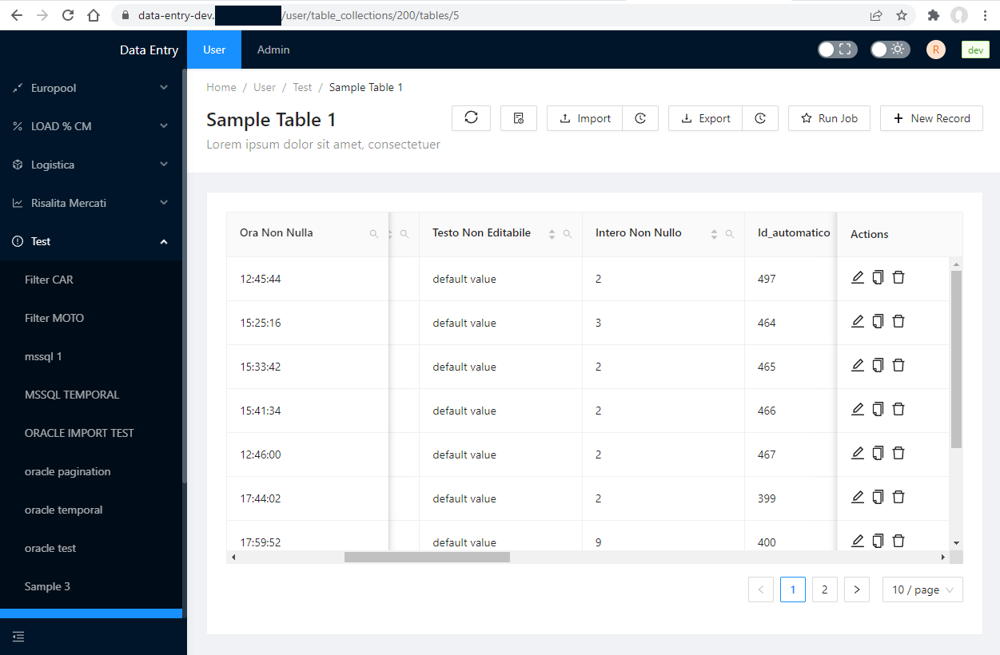 data-entry-dev. /user/table_collections/200/tables/5
Data Entry User Admin R dev
Europool
LOAD % CM
Logistica
Risalita Mercati
Test
Filter CAR
Filter MOTO
mssql 1
MSSQL TEMPORAL
ORACLE IMPORT TEST
oracle pagination
oracle temporal
oracle test
Sample 3
Home / User / Test / Sample Table 1
Sample Table 1
Import Export Run Job New Record
Lorem ipsum dolor sit amet, consectetuer
Ora Non Nulla Testo Non Editabile Intero Non Nullo Id_automatico Actions
12:45:44 default value 2 497
15:25:16 default value 3 464
15:33:42 default value 2 465
15:41:34 default value 2 466
12:46:00 default value 2 467
17:44:02 default value 2 399
17:59:52 default value 9 400
< 1 2 > 10 / page